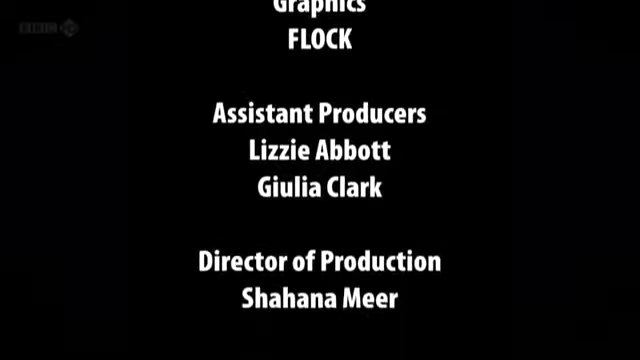 Graphics
FLOCK
Assistant Producers
Lizzie Abbott
Giulia Clark
Director of Production
Shahana Meer